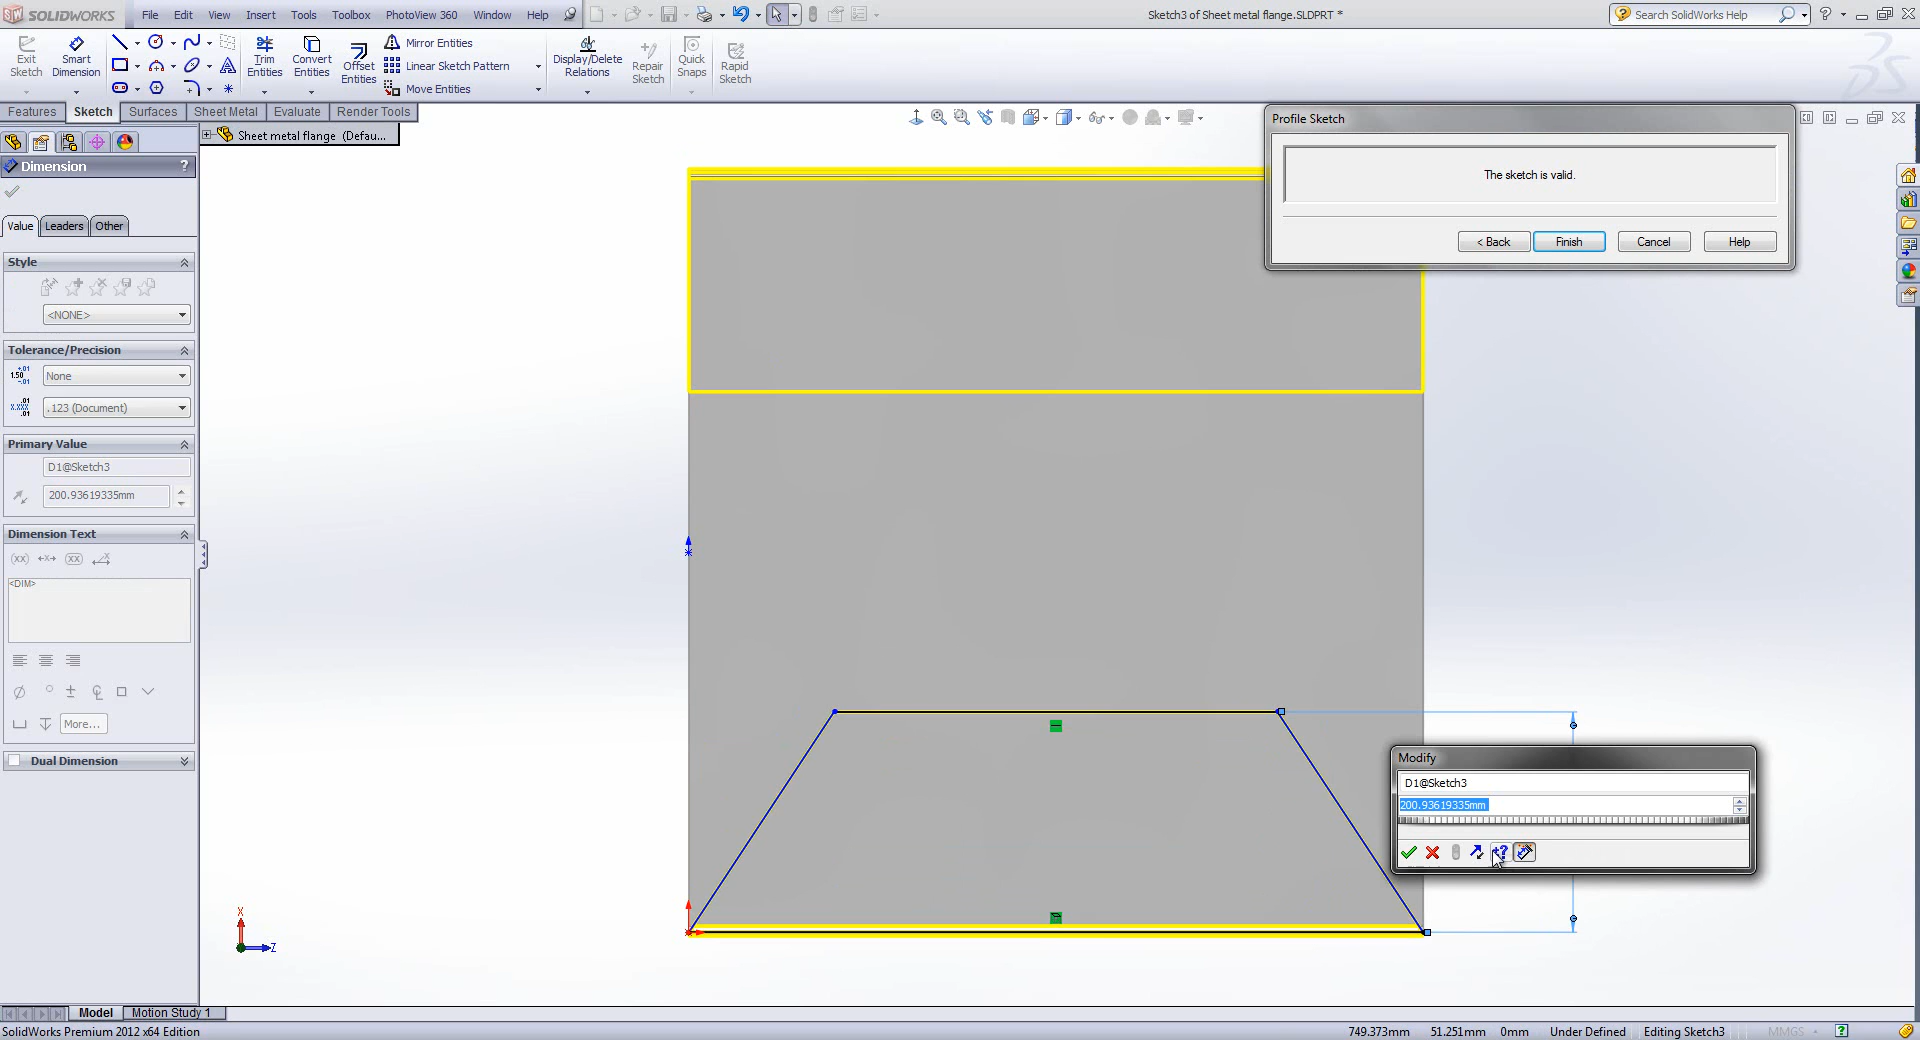 SOLIDWORKS File Edit View Insert Tools Toolbox PhotoView 360 Window Help Sketch3 of Sheet metal flange.SLDPRT * Search SolidWorks Help
Exit Sketch
Smart Dimension
Trim Entities
Convert Entities
Offset Entities
Mirror Entities
Linear Sketch Pattern
Move Entities
Display/Delete Relations
Repair Sketch
Quick Snaps
Rapid Sketch
Features Sketch Surfaces Sheet Metal Evaluate Render Tools
Sheet metal flange (Defau...
Dimension ?
Value Leaders Other
Style
<NONE>
Tolerance/Precision
None
.123 (Document)
Primary Value
D1@Sketch3
200.93619335mm
Dimension Text
<DIM>
More...
Dual Dimension
Profile Sketch
The sketch is valid.
< Back Finish Cancel Help
Modify
D1@Sketch3
200.93619335mm
X
Z
Model Motion Study 1
SolidWorks Premium 2012 x64 Edition 749.373mm 51.251mm 0mm Under Defined Editing Sketch3 MMGS